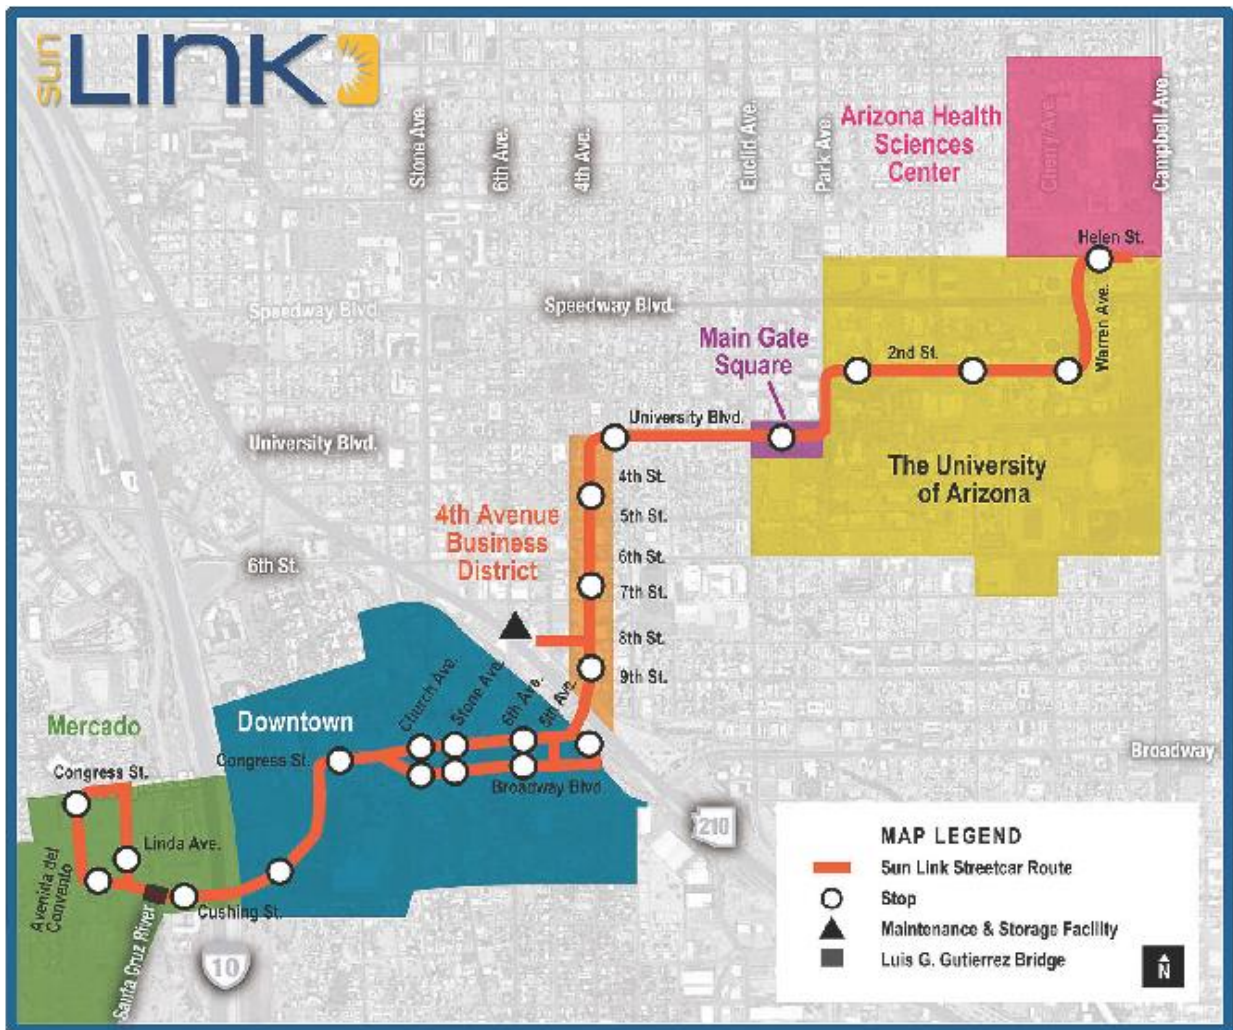 sun LINK
Stone Ave.
6th Ave.
4th Ave.
Euclid Ave.
Park Ave.
Arizona Health
Sciences
Center
Cherry Ave.
Campbell Ave.
Helen St.
Speedway Blvd.
Speedway Blvd.
Warren Ave.
Main Gate
Square
2nd St.
University Blvd.
University Blvd.
The University
of Arizona
4th St.
5th St.
6th St.
7th St.
8th St.
9th St.
4th Avenue
Business
District
6th St.
Church Ave.
Stone Ave.
6th Ave.
5th Ave.
Mercado
Downtown
Congress St.
Congress St.
Broadway Blvd.
Broadway
Linda Ave.
Avenida del
Convento
Cushing St.
Santa Cruz River
10
210
MAP LEGEND
Sun Link Streetcar Route
Stop
Maintenance & Storage Facility
Luis G. Gutierrez Bridge
N